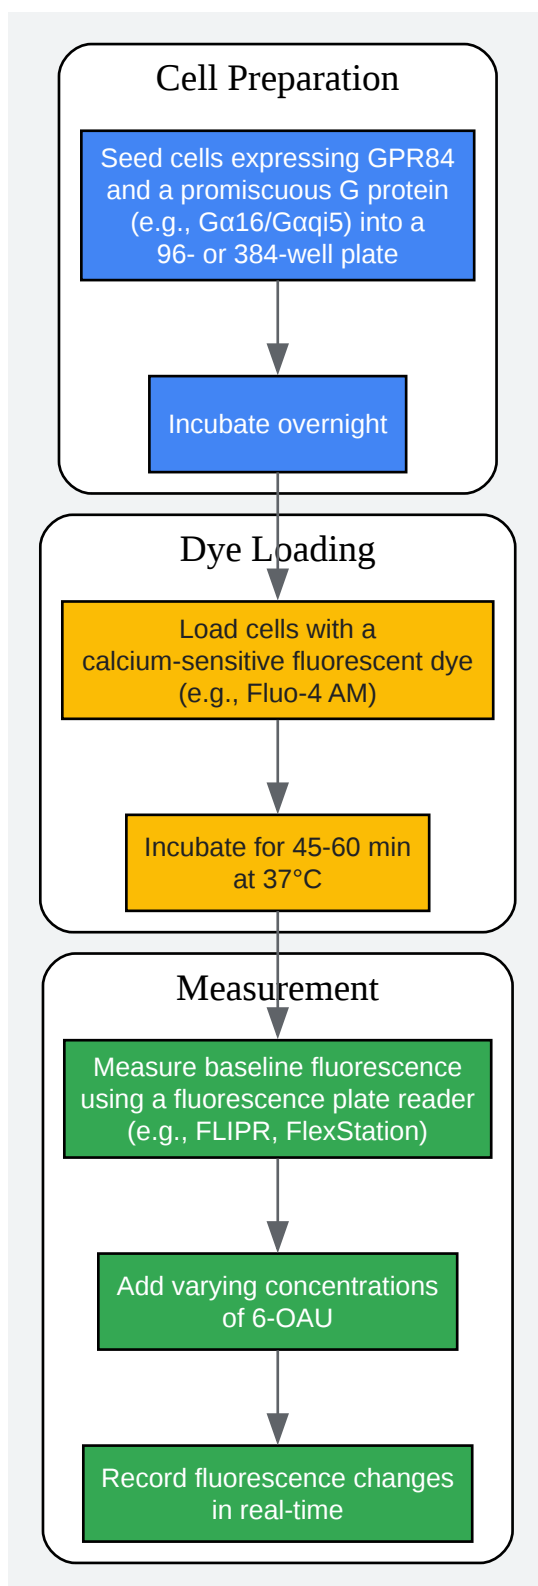 Cell Preparation
Seed cells expressing GPR84
and a promiscuous G protein
(e.g., Gα16/Gαqi5) into a
96- or 384-well plate
Incubate overnight
Dye Loading
Load cells with a
calcium-sensitive fluorescent dye
(e.g., Fluo-4 AM)
Incubate for 45-60 min
at 37°C
Measurement
Measure baseline fluorescence
using a fluorescence plate reader
(e.g., FLIPR, FlexStation)
Add varying concentrations
of 6-OAU
Record fluorescence changes
in real-time